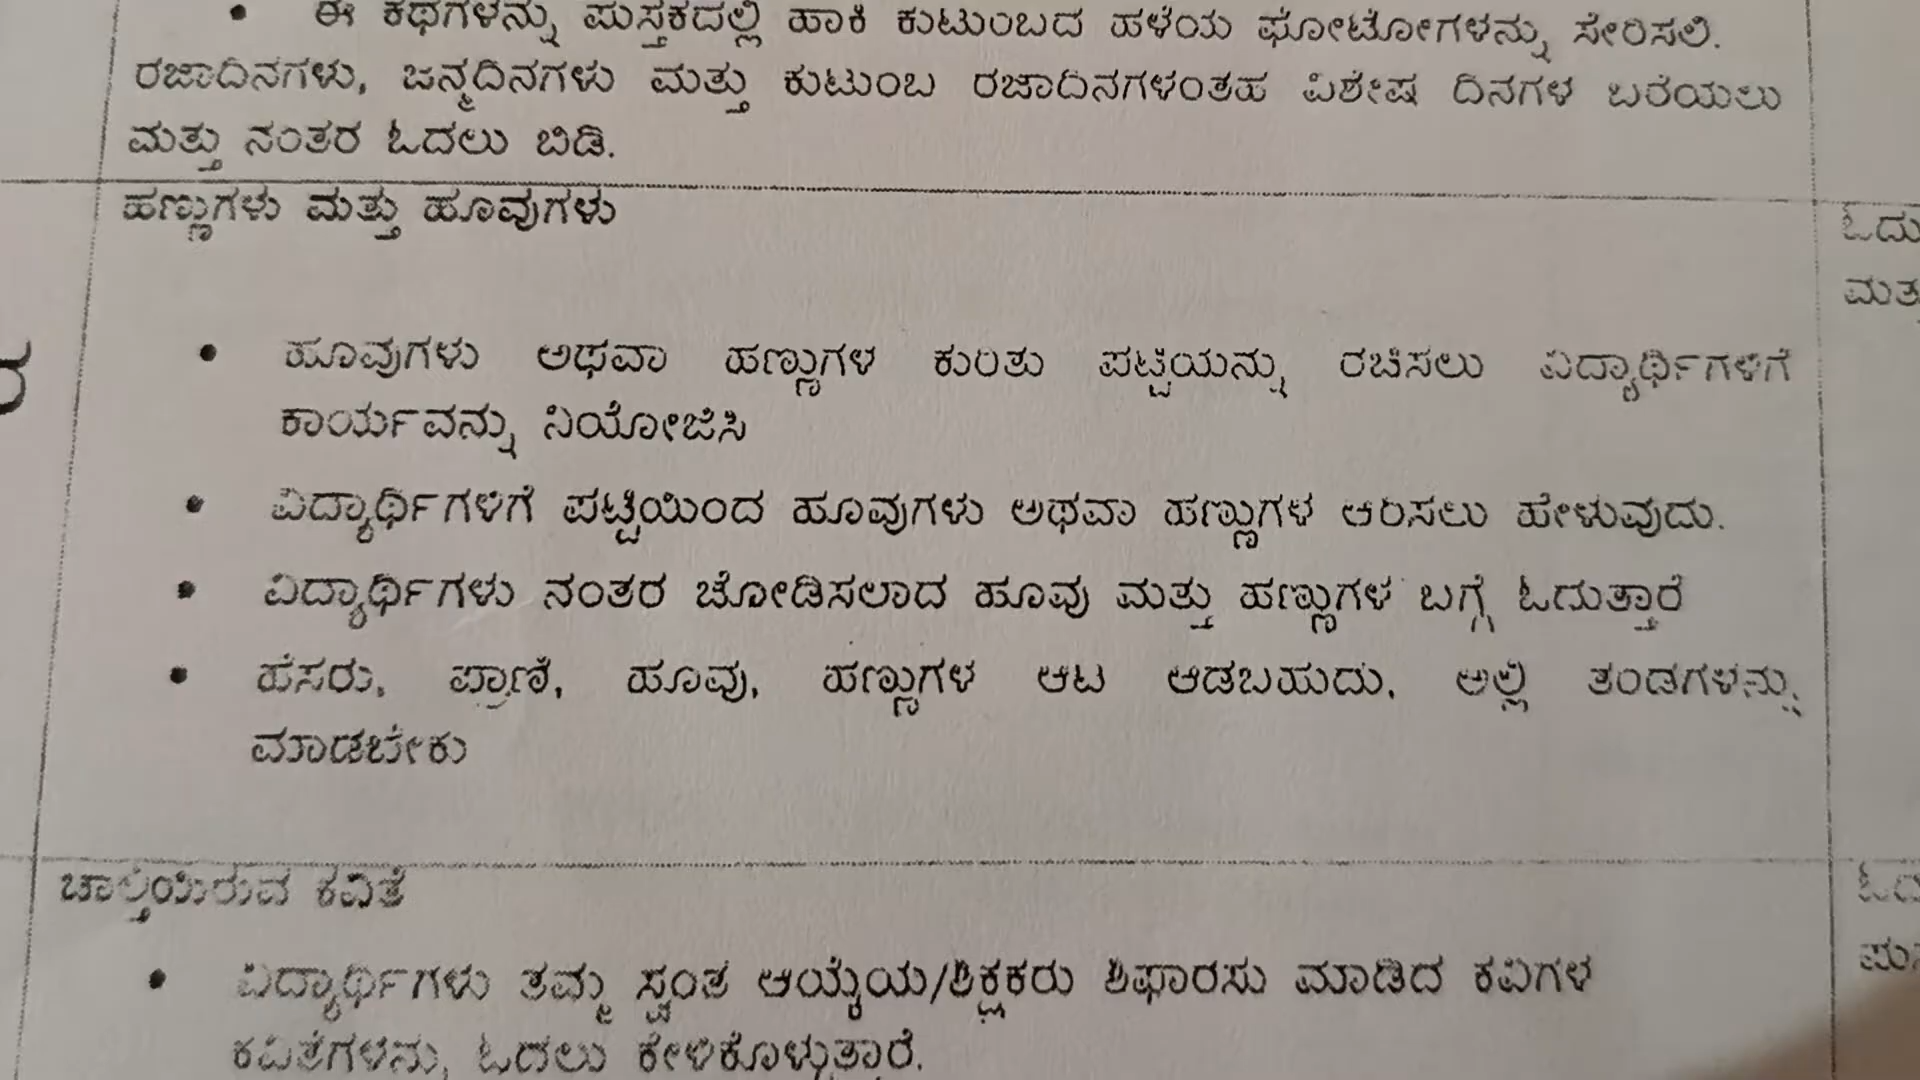 ಈ ಕಥೆಗಳನ್ನು ಪುಸ್ತಕದಲ್ಲಿ ಹಾಕಿ ಕುಟುಂಬದ ಹಳೆಯ ಫೋಟೋಗಳನ್ನು ಸೇರಿಸಲಿ.
ರಜಾದಿನಗಳು, ಜನ್ಮದಿನಗಳು ಮತ್ತು ಕುಟುಂಬ ರಜಾದಿನಗಳಂತಹ ವಿಶೇಷ ದಿನಗಳ ಬರೆಯಲು
ಮತ್ತು ನಂತರ ಓದಲು ಬಿಡಿ.
ಹಣ್ಣುಗಳು ಮತ್ತು ಹೂವುಗಳು
ಓದು
ಮತ್ತ
ಹೂವುಗಳು ಅಥವಾ ಹಣ್ಣುಗಳ ಕುರಿತು ಪಟ್ಟಿಯನ್ನು ರಚಿಸಲು ವಿದ್ಯಾರ್ಥಿಗಳಿಗೆ
ರ
ಕಾರ್ಯವನ್ನು ನಿಯೋಜಿಸಿ
ವಿದ್ಯಾರ್ಥಿಗಳಿಗೆ ಪಟ್ಟಿಯಿಂದ ಹೂವುಗಳು ಅಥವಾ ಹಣ್ಣುಗಳ ಆರಿಸಲು ಹೇಳುವುದು.
ವಿದ್ಯಾರ್ಥಿಗಳು ನಂತರ ಜೋಡಿಸಲಾದ ಹೂವು ಮತ್ತು ಹಣ್ಣುಗಳ ಬಗ್ಗೆ ಓದುತ್ತಾರೆ
ಹೆಸರು, ಪ್ರಾಣಿ, ಹೂವು, ಹಣ್ಣುಗಳ ಆಟ ಆಡಬಹುದು, ಅಲ್ಲಿ ತಂಡಗಳನ್ನು
ಮಾಡಬೇಕು
ಚಾಲ್ತಿಯಿರುವ ಕವಿತೆ
ವಿದ್ಯಾರ್ಥಿಗಳು ತಮ್ಮ ಸ್ವಂತ ಆಯ್ಕೆಯ/ಶಿಕ್ಷಕರು ಶಿಫಾರಸು ಮಾಡಿದ ಕವಿಗಳ
ಕವಿತೆಗಳನ್ನು ಓದಲು ಕೇಳಿಕೊಳ್ಳುತ್ತಾರೆ.